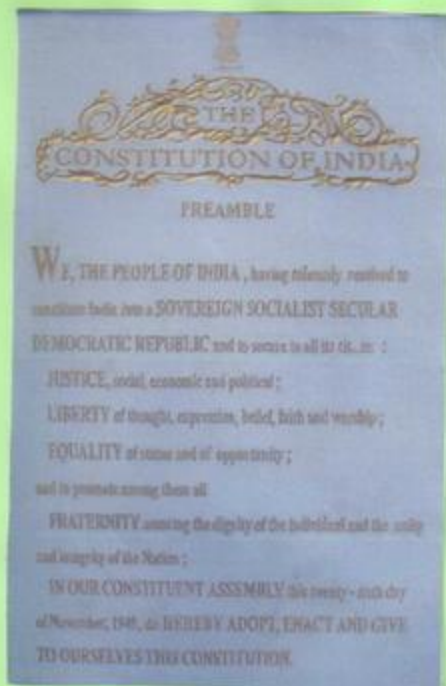 THE
CONSTITUTION OF INDIA
PREAMBLE
WE, THE PEOPLE OF INDIA, having solemnly resolved to
constitute India into a SOVEREIGN SOCIALIST SECULAR
DEMOCRATIC REPUBLIC and to secure to all its :
JUSTICE, social, economic and political;
LIBERTY of thought, expression, belief, faith and worship;
EQUALITY of status and of opportunity;
and to promote among them all
FRATERNITY assuring the dignity of the individual and the unity
and integrity of the Nation;
IN OUR CONSTITUENT ASSEMBLY this twenty-sixth day
of November, 1949, do HEREBY ADOPT, ENACT AND GIVE
TO OURSELVES THIS CONSTITUTION.